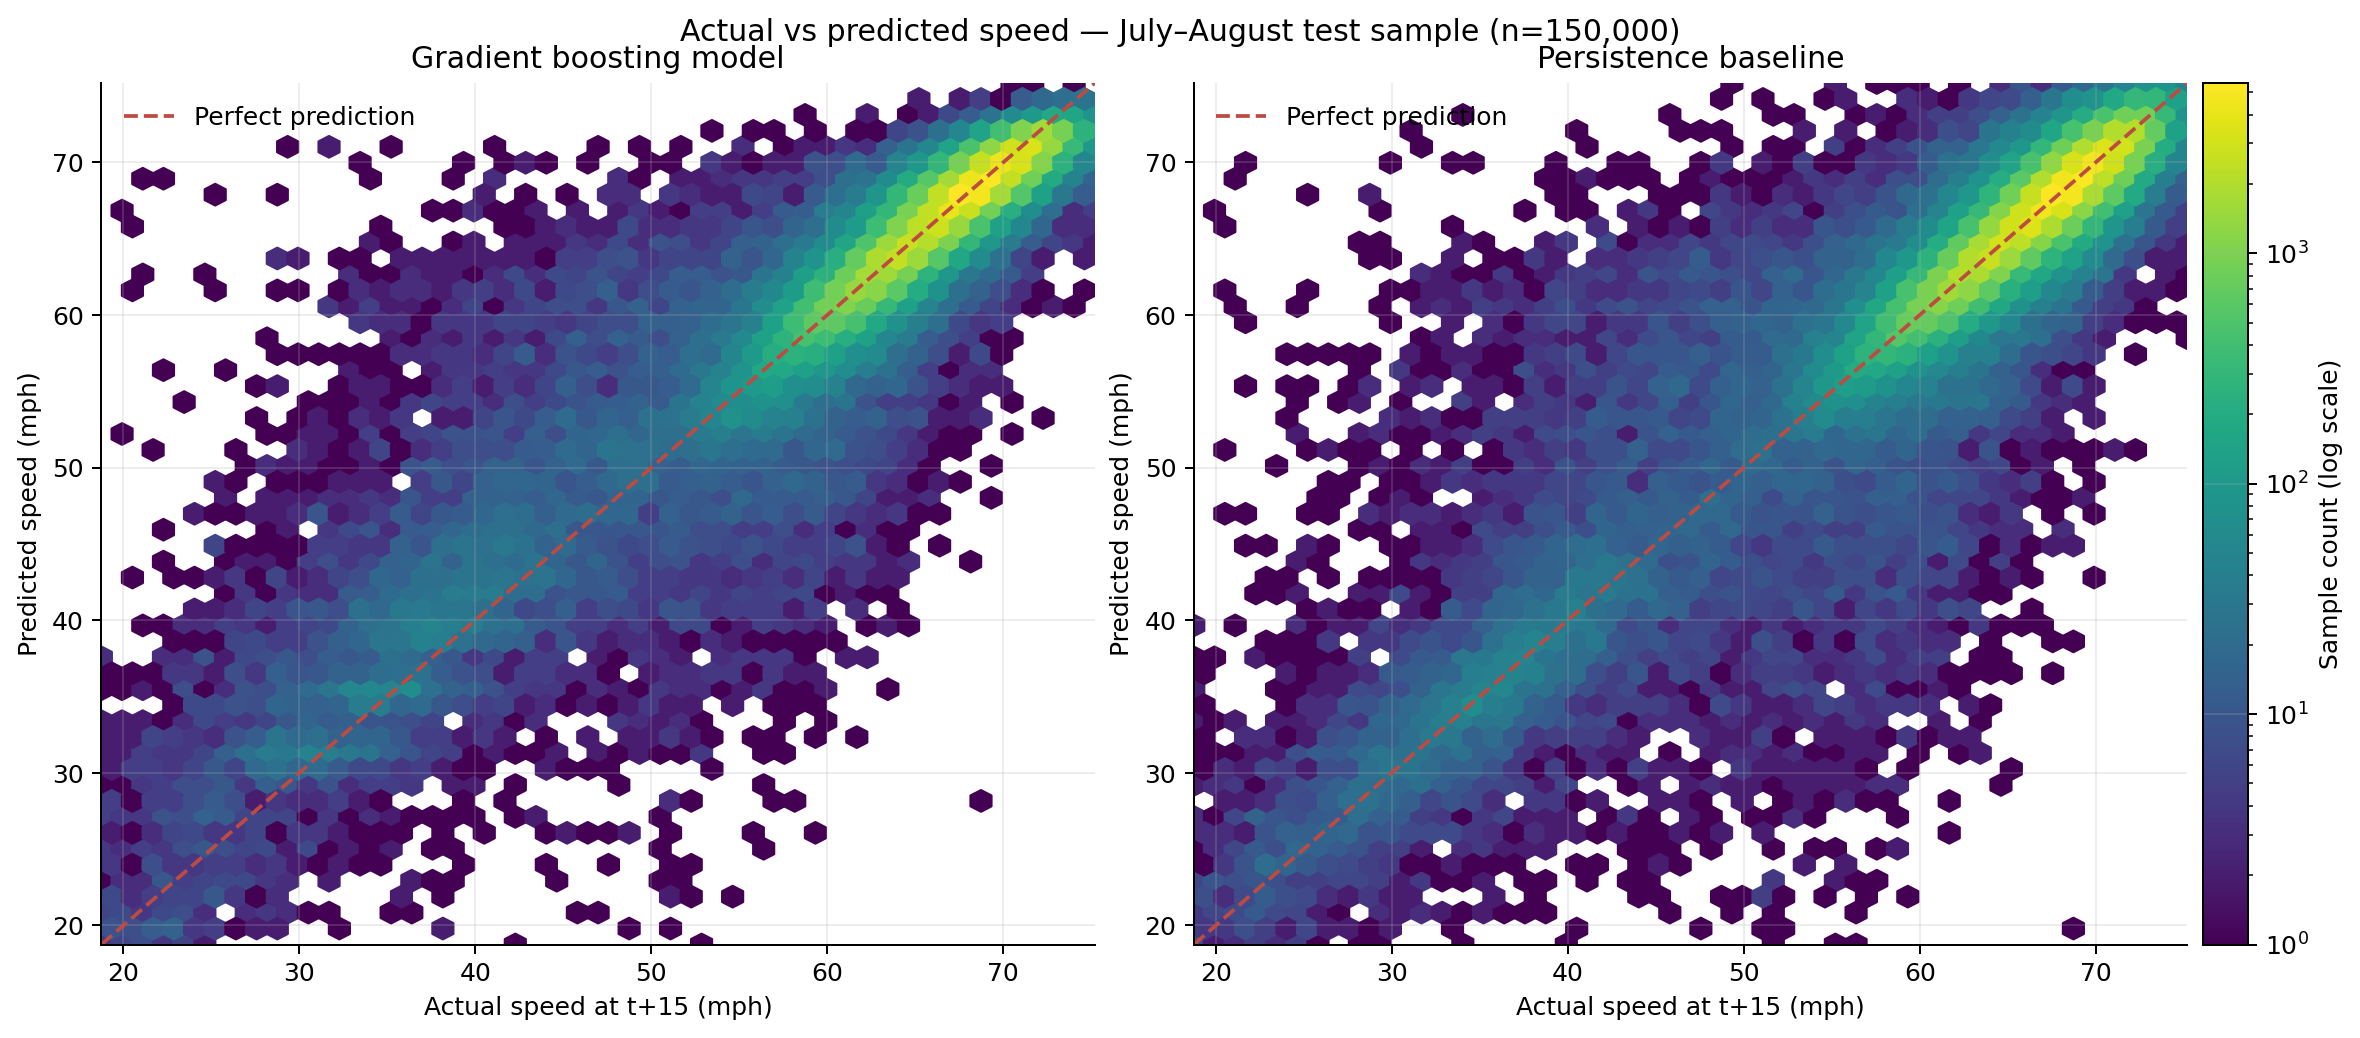 Actual vs predicted speed — July–August test sample (n=150,000)
Gradient boosting model
Perfect prediction
70
60
50
40
30
20
Predicted speed (mph)
20 30 40 50 60 70
Actual speed at t+15 (mph)
Persistence baseline
Perfect prediction
70
60
50
40
30
20
Predicted speed (mph)
20 30 40 50 60 70
Actual speed at t+15 (mph)
10³
10²
10¹
10⁰
Sample count (log scale)